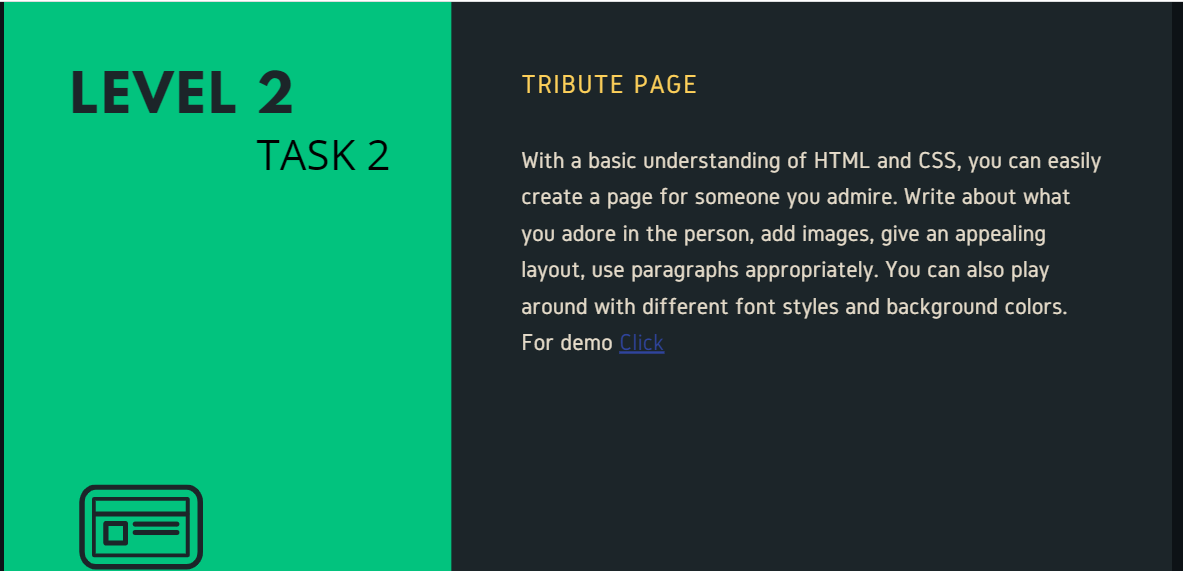 LEVEL 2
TASK 2
TRIBUTE PAGE
With a basic understanding of HTML and CSS, you can easily
create a page for someone you admire. Write about what
you adore in the person, add images, give an appealing
layout, use paragraphs appropriately. You can also play
around with different font styles and background colors.
For demo Click